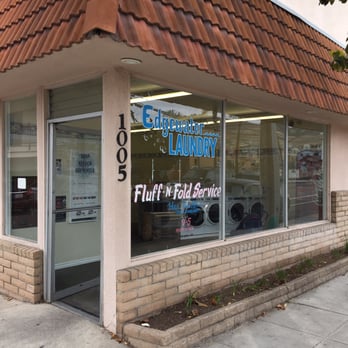 1005
Edgewater
LAUNDRY
Fluff 'N' Fold Service